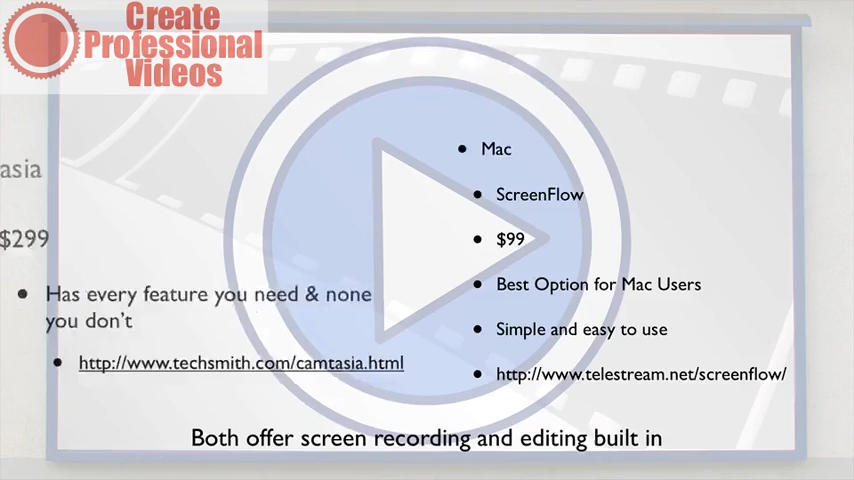 Create
Professional
Videos
asia
$299
• Has every feature you need & none
you don't
• http://www.techsmith.com/camtasia.html
• Mac
• ScreenFlow
• $99
• Best Option for Mac Users
• Simple and easy to use
• http://www.telestream.net/screenflow/
Both offer screen recording and editing built in